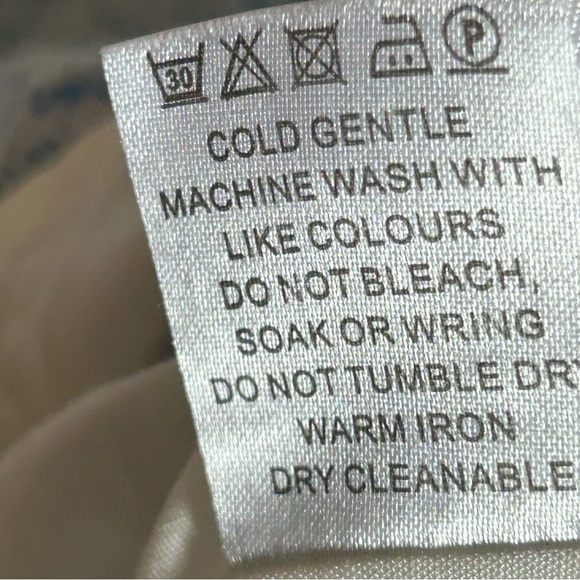 30 P
COLD GENTLE
MACHINE WASH WITH
LIKE COLOURS
DO NOT BLEACH,
SOAK OR WRING
DO NOT TUMBLE DRY
WARM IRON
DRY CLEANABLE